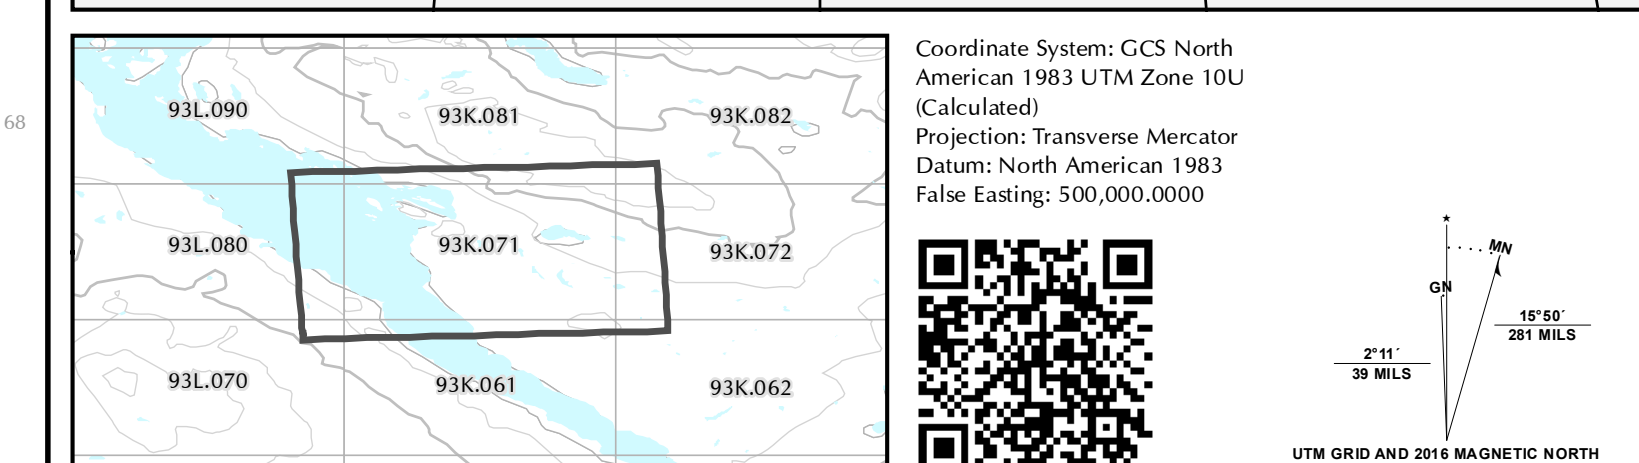 68
93L.090
93K.081
93K.082
93L.080
93K.071
93K.072
93L.070
93K.061
93K.062
Coordinate System: GCS North
American 1983 UTM Zone 10U
(Calculated)
Projection: Transverse Mercator
Datum: North American 1983
False Easting: 500,000.0000
MN
GN
15°50´
281 MILS
2°11´
39 MILS
UTM GRID AND 2016 MAGNETIC NORTH